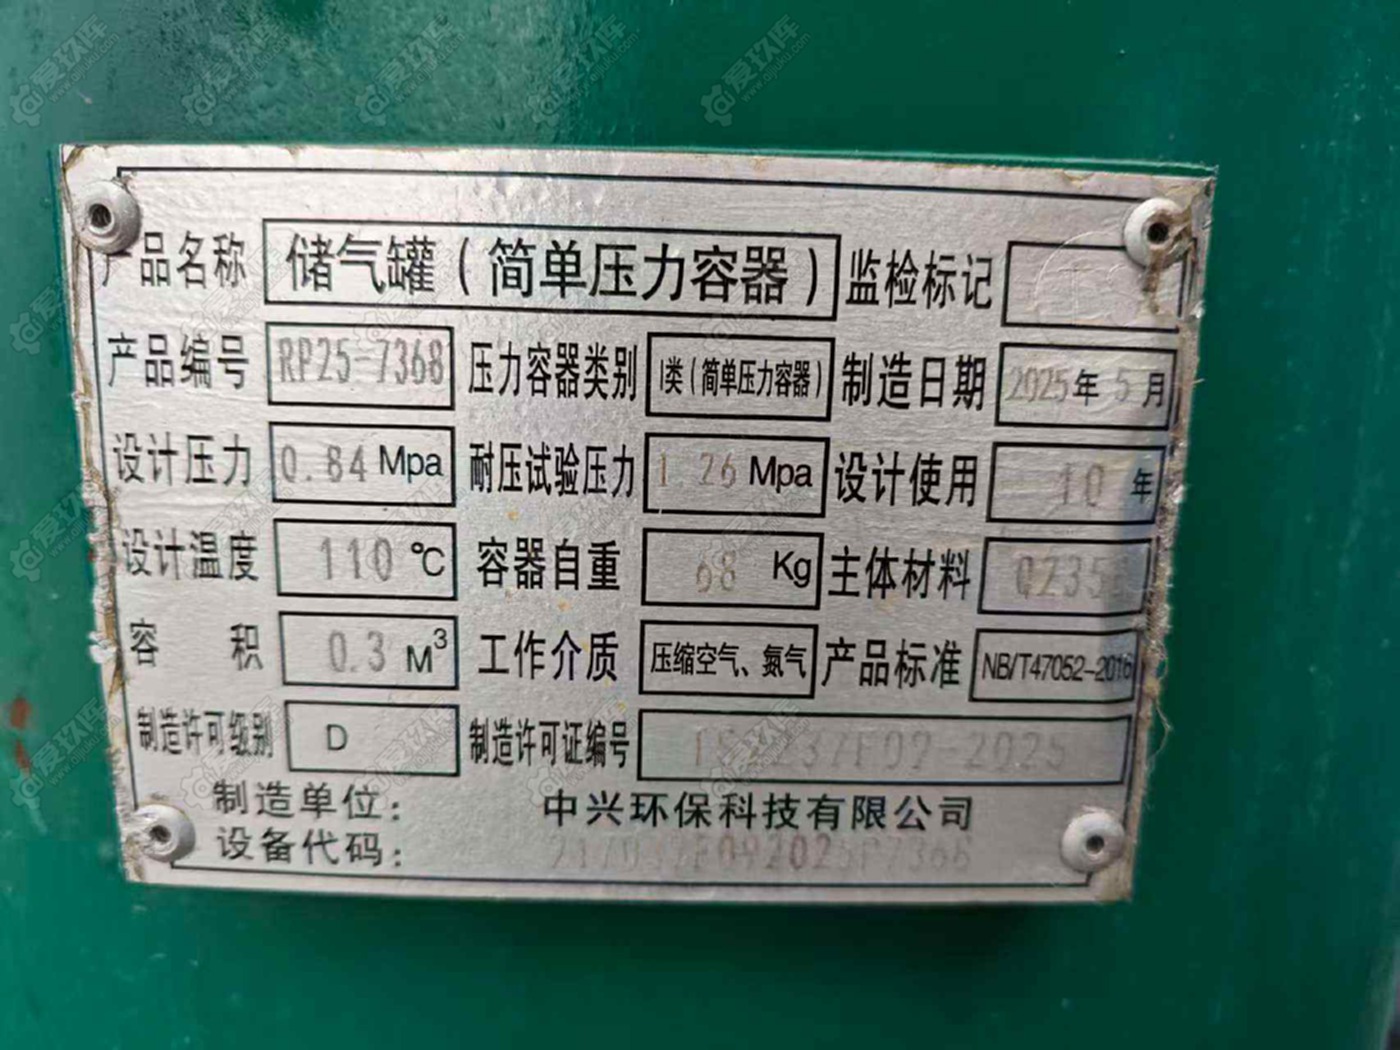 产品名称 储气罐（简单压力容器） 监检标记
产品编号 RP25-7368 压力容器类别 I类（简单压力容器） 制造日期 2025年 5月
设计压力 0.84 Mpa 耐压试验压力 1.26 Mpa 设计使用 10 年
设计温度 110 ℃ 容器自重 68 Kg 主体材料
容 积 0.3 M³ 工作介质 压缩空气、氮气 产品标准 NB/T47052-2016
制造许可级别 D 制造许可证编号
制造单位： 中兴环保科技有限公司
设备代码：